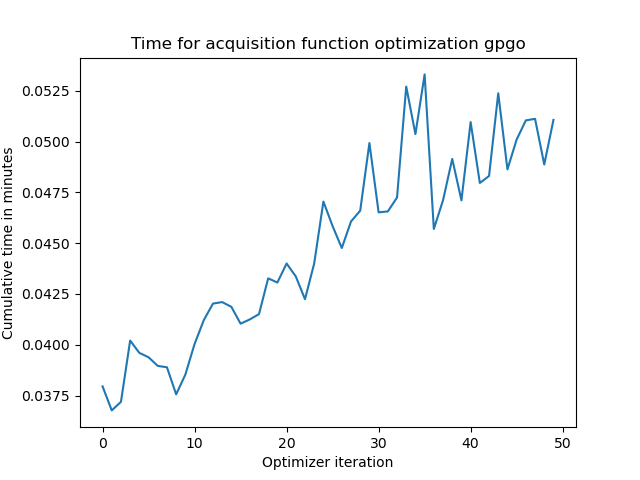 Time for acquisition function optimization gpgo
Cumulative time in minutes
0.0525
0.0500
0.0475
0.0450
0.0425
0.0400
0.0375
0 10 20 30 40 50
Optimizer iteration